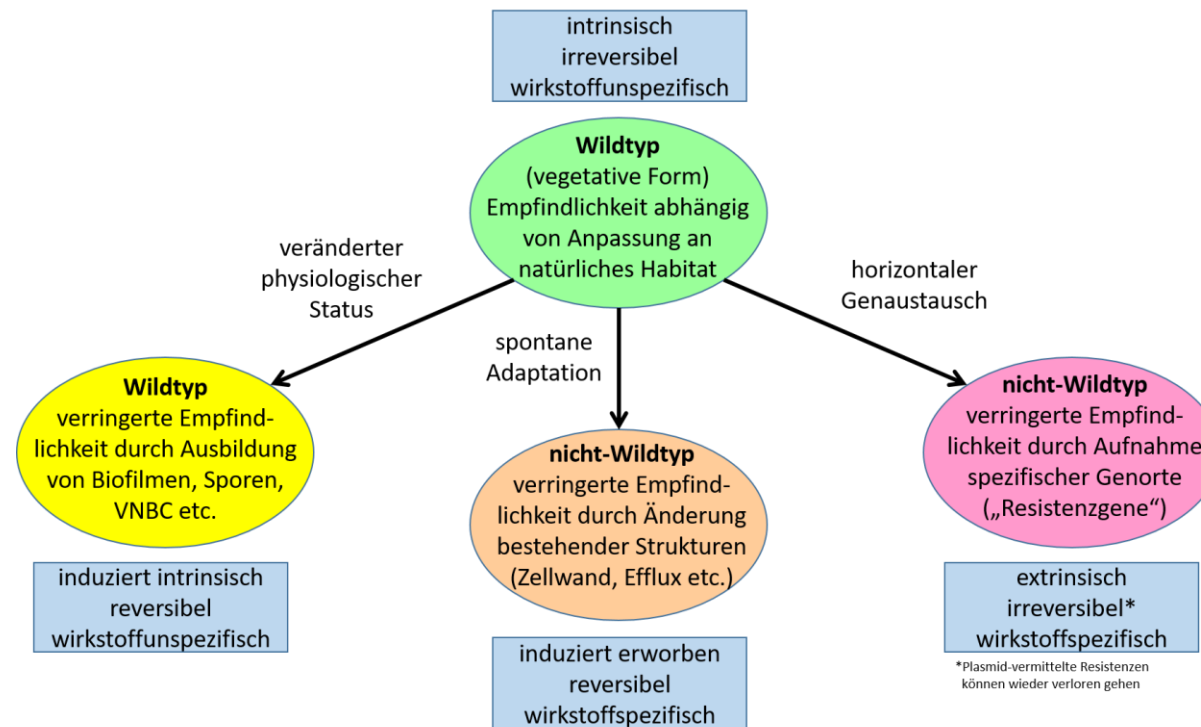 intrinsisch
irreversibel
wirkstoffunspezifisch
Wildtyp
(vegetative Form)
Empfindlichkeit abhängig
von Anpassung an
natürliches Habitat
veränderter
physiologischer
Status
spontane
Adaptation
horizontaler
Genaustausch
Wildtyp
verringerte Empfind-
lichkeit durch Ausbildung
von Biofilmen, Sporen,
VNBC etc.
induziert intrinsisch
reversibel
wirkstoffunspezifisch
nicht-Wildtyp
verringerte Empfind-
lichkeit durch Änderung
bestehender Strukturen
(Zellwand, Efflux etc.)
induziert erworben
reversibel
wirkstoffspezifisch
nicht-Wildtyp
verringerte Empfind-
lichkeit durch Aufnahme
spezifischer Genorte
(„Resistenzgene“)
extrinsisch
irreversibel*
wirkstoffspezifisch
*Plasmid-vermittelte Resistenzen
können wieder verloren gehen